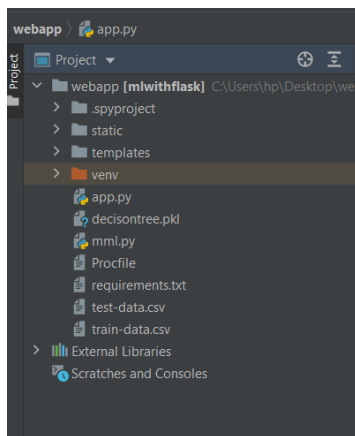 webapp app.py
Project
Project
webapp [mlwithflask] C:\Users\hp\Desktop\we
.spyproject
static
templates
venv
app.py
decisontree.pkl
mml.py
Procfile
requirements.txt
test-data.csv
train-data.csv
External Libraries
Scratches and Consoles